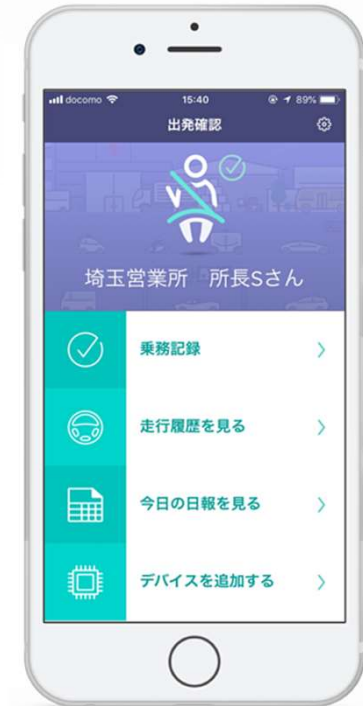 docomo 15:40 89%
出発確認
埼玉営業所 所長Sさん
乗務記録
走行履歴を見る
今日の日報を見る
デバイスを追加する